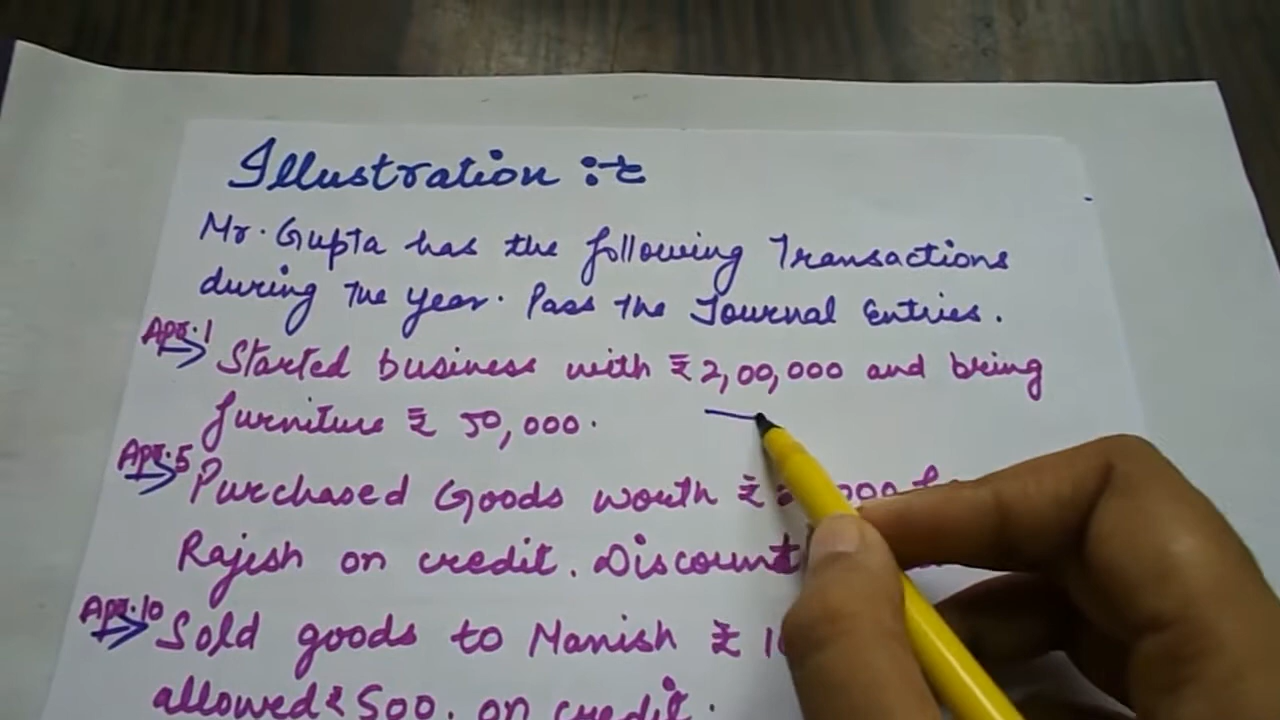 Illustration :-
Mr. Gupta has the following Transactions
during The year. Pass The Journal Entries.
Apr. 1
Started business with ₹ 2,00,000 and being
furniture ₹ 50,000.
Apr. 5
Purchased Goods worth ₹
Rajesh on credit. Discount
Apr. 10
Sold goods to Manish ₹
allowed ₹ 500. on credit.